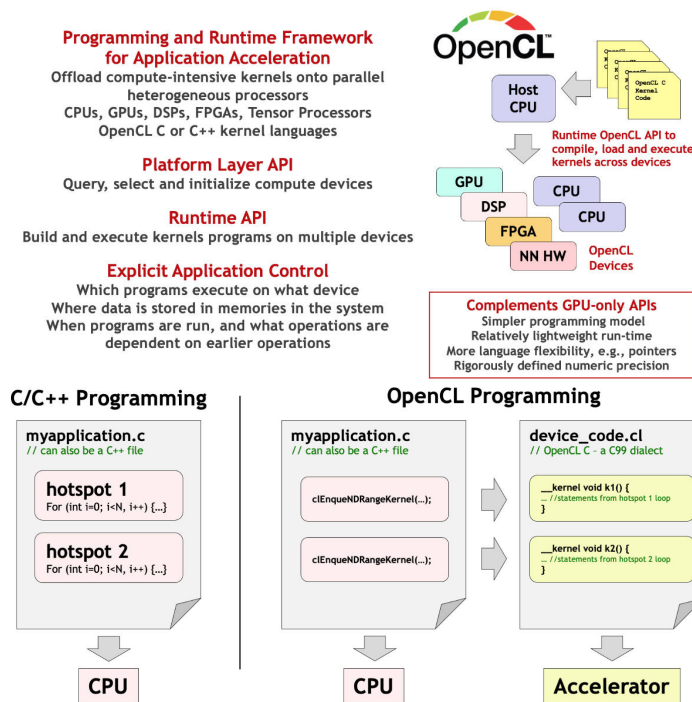 Programming and Runtime Framework
for Application Acceleration
Offload compute-intensive kernels onto parallel
heterogeneous processors
CPUs, GPUs, DSPs, FPGAs, Tensor Processors
OpenCL C or C++ kernel languages
Platform Layer API
Query, select and initialize compute devices
Runtime API
Build and execute kernels programs on multiple devices
Explicit Application Control
Which programs execute on what device
Where data is stored in memories in the system
When programs are run, and what operations are
dependent on earlier operations
OpenCL™
Host
CPU
OpenCL C
Kernel
Code
Runtime OpenCL API to
compile, load and execute
kernels across devices
GPU
DSP
FPGA
NN HW
CPU
CPU
OpenCL
Devices
Complements GPU-only APIs
Simpler programming model
Relatively lightweight run-time
More language flexibility, e.g., pointers
Rigorously defined numeric precision
C/C++ Programming
myapplication.c
// can also be a C++ file
hotspot 1
For (int i=0; i<N, i++) {…}
hotspot 2
For (int i=0; i<N, i++) {…}
CPU
OpenCL Programming
myapplication.c
// can also be a C++ file
clEnqueNDRangeKernel(…);
clEnqueNDRangeKernel(…);
CPU
device_code.cl
// OpenCL C – a C99 dialect
__kernel void k1() {
… //statements from hotspot 1 loop
}
__kernel void k2() {
… //statements from hotspot 2 loop
}
Accelerator